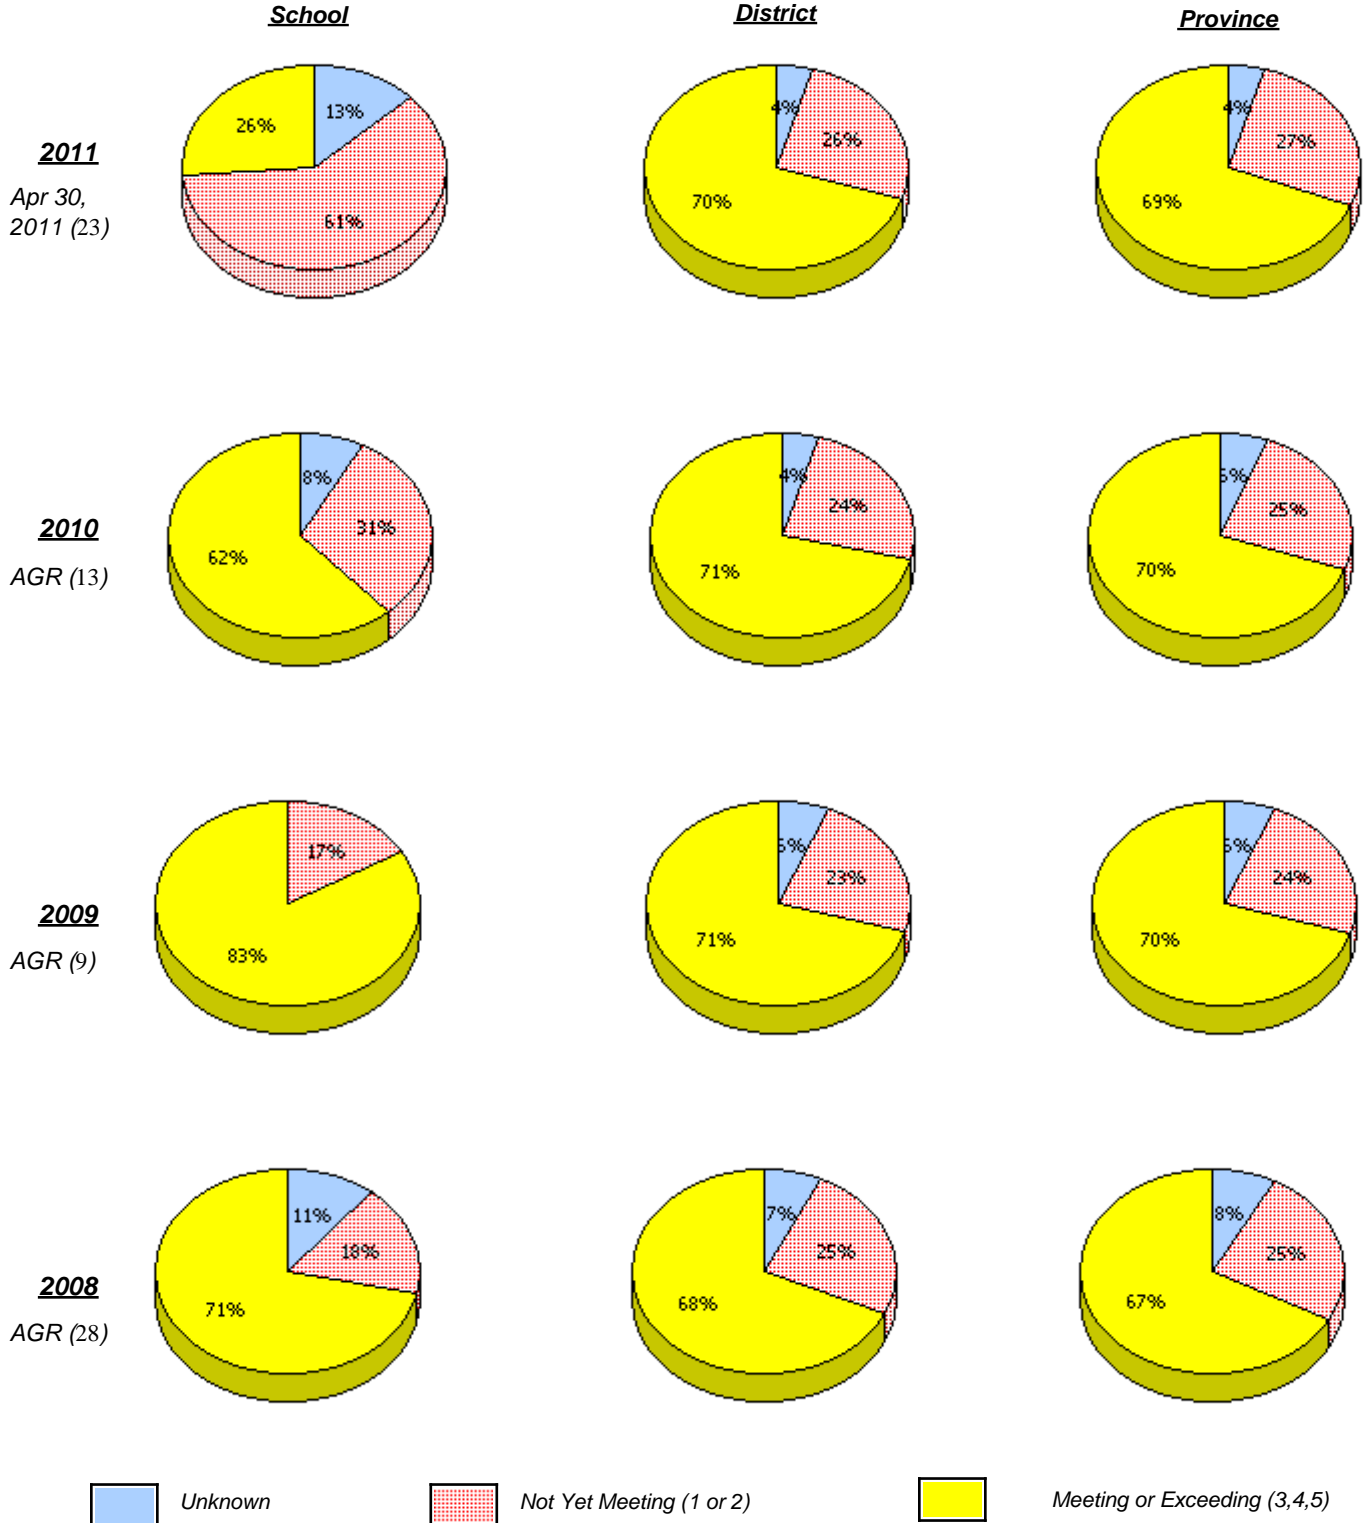 School District Province
13% 26% 61%
4% 26% 70%
4% 27% 69%
2011
Apr 30,
2011 (23)
8% 31% 62%
4% 24% 71%
25% 70%
2010
AGR (13)
17% 83%
23% 71%
24% 70%
2009
AGR (9)
11% 18% 71%
7% 25% 68%
8% 25% 67%
2008
AGR (28)
Unknown Not Yet Meeting (1 or 2) Meeting or Exceeding (3,4,5)